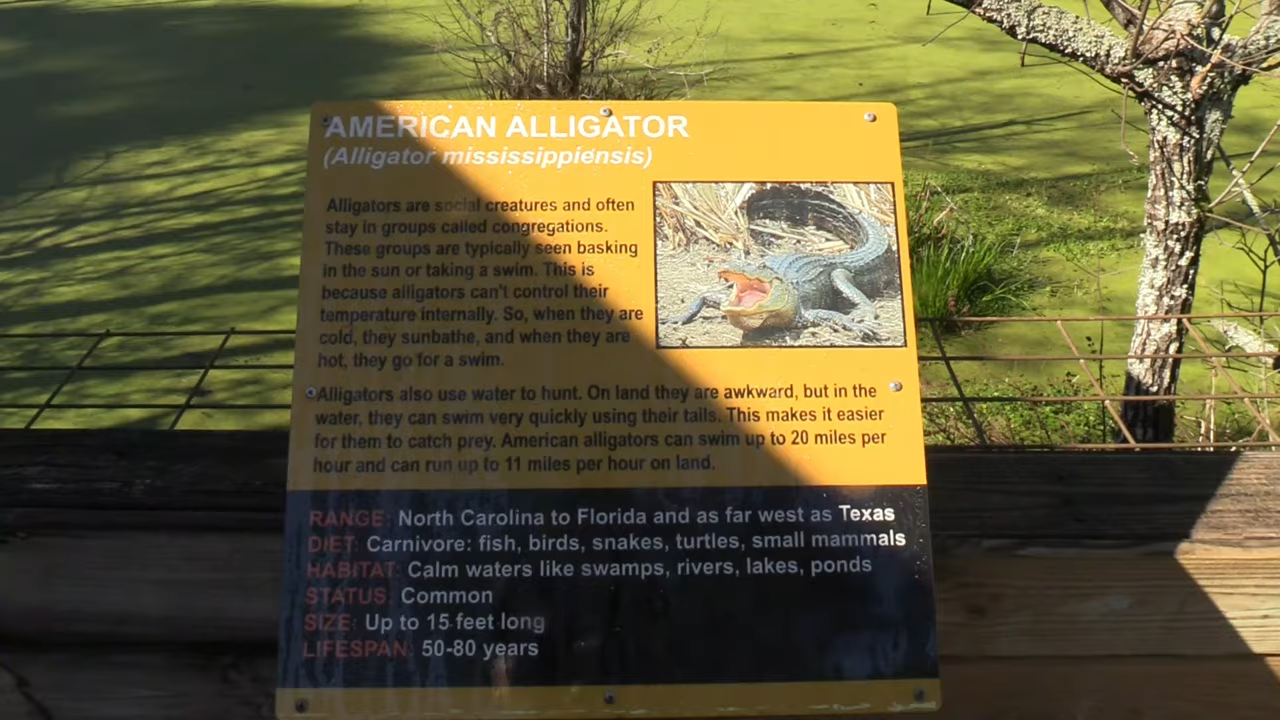 AMERICAN ALLIGATOR
(Alligator mississippiensis)
Alligators are social creatures and often
stay in groups called congregations.
These groups are typically seen basking
in the sun or taking a swim. This is
because alligators can't control their
temperature internally. So, when they are
cold, they sunbathe, and when they are
hot, they go for a swim.
Alligators also use water to hunt. On land they are awkward, but in the
water, they can swim very quickly using their tails. This makes it easier
for them to catch prey. American alligators can swim up to 20 miles per
hour and can run up to 11 miles per hour on land.
RANGE: North Carolina to Florida and as far west as Texas
DIET: Carnivore: fish, birds, snakes, turtles, small mammals
HABITAT: Calm waters like swamps, rivers, lakes, ponds
STATUS: Common
SIZE: Up to 15 feet long
LIFESPAN: 50-80 years